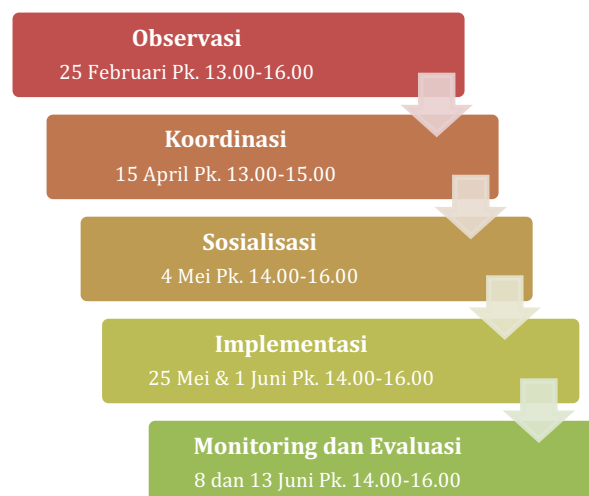 Observasi
25 Februari Pk. 13.00-16.00
Koordinasi
15 April Pk. 13.00-15.00
Sosialisasi
4 Mei Pk. 14.00-16.00
Implementasi
25 Mei & 1 Juni Pk. 14.00-16.00
Monitoring dan Evaluasi
8 dan 13 Juni Pk. 14.00-16.00